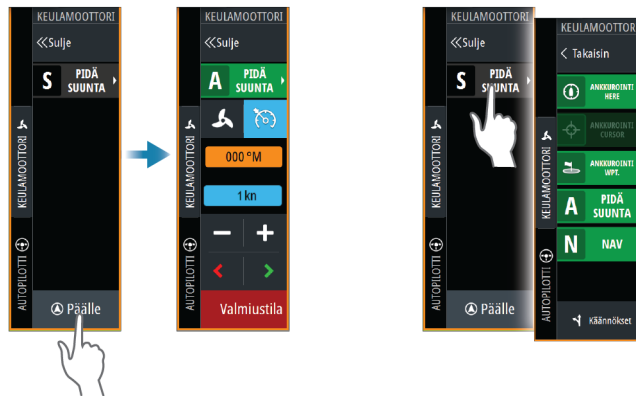 KEULAMOOTTORI
Sulje
S
PIDÄ
SUUNTA
KEULAMOOTTORI
AUTOPILOTTI
Päälle
KEULAMOOTTORI
Sulje
A
PIDÄ
SUUNTA
KEULAMOOTTORI
000 °M
1 kn
AUTOPILOTTI
Valmiustila
KEULAMOOTTORI
Sulje
S
PIDÄ
SUUNTA
KEULAMOOTTORI
AUTOPILOTTI
Päälle
KEULAMOOTTOR
Takaisin
ANKKUROINTI
HERE
ANKKUROINTI
CURSOR
ANKKUROINTI
WPT.
A
PIDÄ
SUUNTA
N
NAV
KEULAMOOTTORI
AUTOPILOTTI
Käännökset